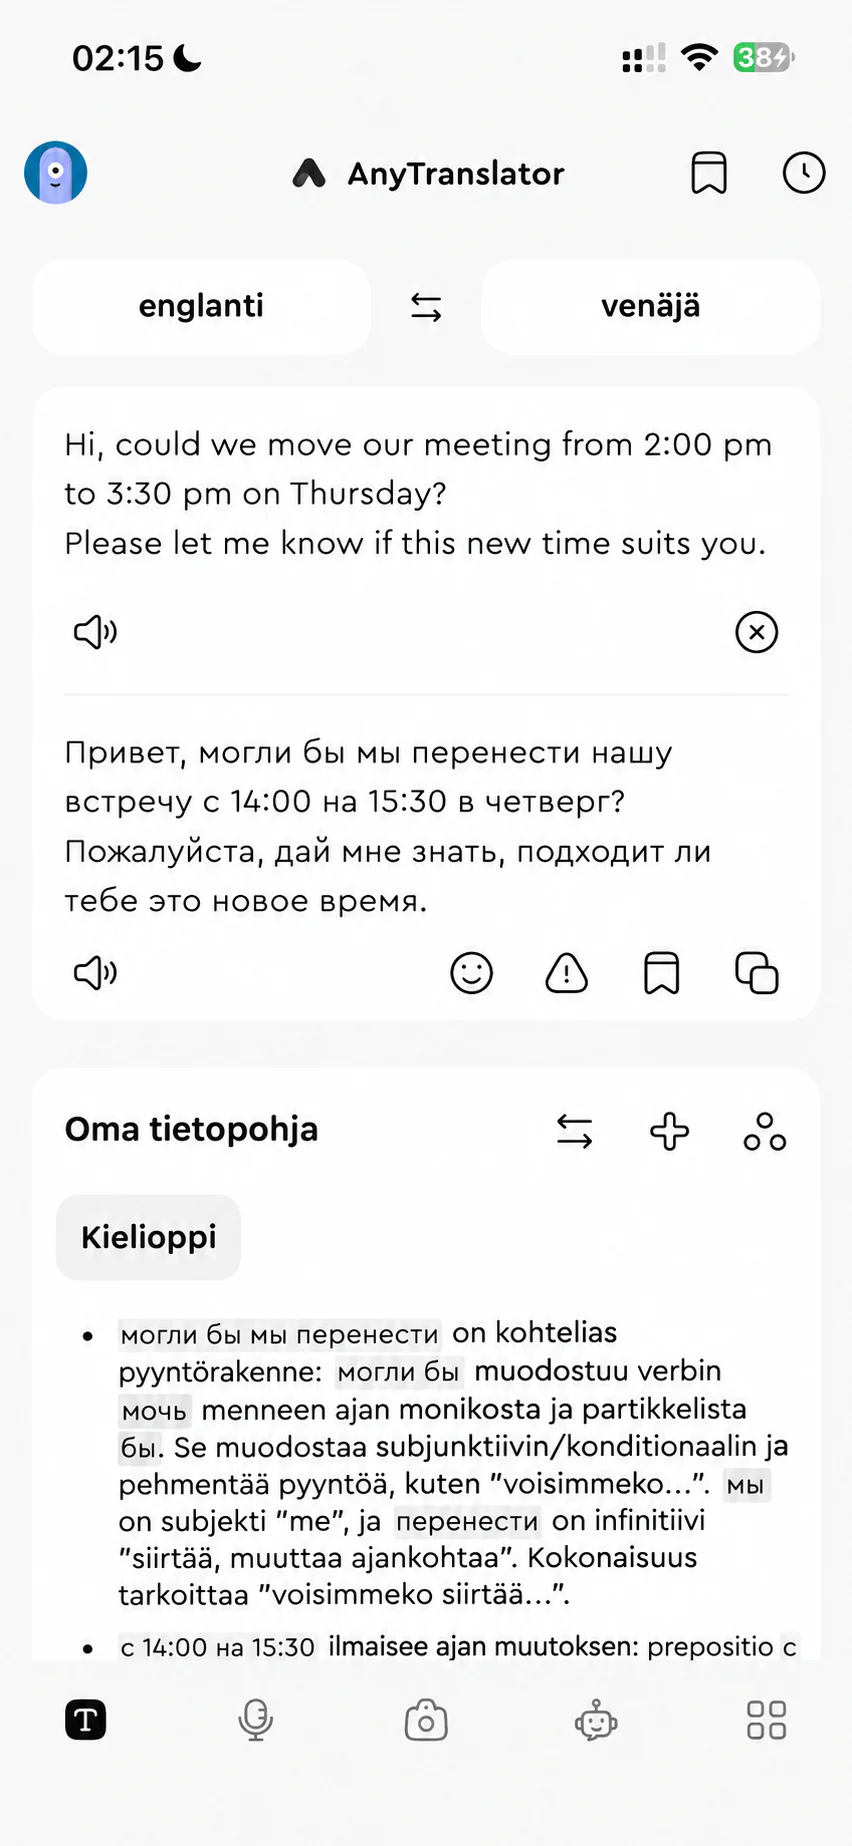 02:15
38
AnyTranslator
englanti
venäjä
Hi, could we move our meeting from 2:00 pm
to 3:30 pm on Thursday?
Please let me know if this new time suits you.
Привет, могли бы мы перенести нашу
встречу с 14:00 на 15:30 в четверг?
Пожалуйста, дай мне знать, подходит ли
тебе это новое время.
Oma tietopohja
Kielioppi
• могли бы мы перенести on kohtelias
pyyntörakenne: могли бы muodostuu verbin
мочь menneen ajan monikosta ja partikkelista
бы. Se muodostaa subjunktiivin/konditionaalin ja
pehmentää pyyntöä, kuten ”voisimmeko...”. мы
on subjekti ”me”, ja перенести on infinitiivi
”siirtää, muuttaa ajankohtaa”. Kokonaisuus
tarkoittaa ”voisimmeko siirtää...”.
• с 14:00 на 15:30 ilmaisee ajan muutoksen: prepositio с
T